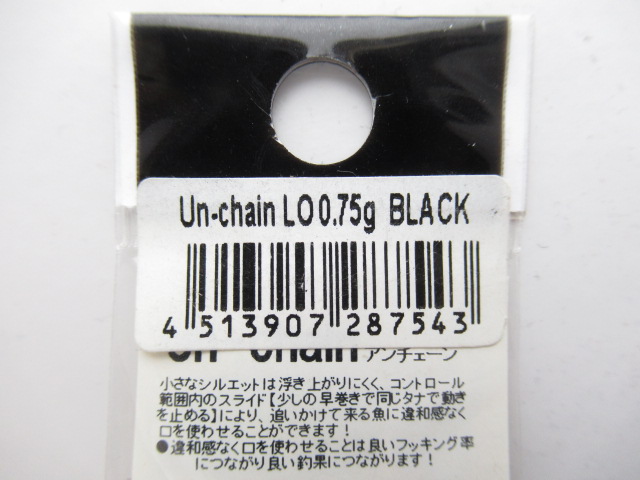 Un-chain LO 0.75g BLACK
4 513907 287543
Un-chain アンチェーン
小さなシルエットは浮き上がりにくく、コントロール
範囲内のスライド【少しの早巻きで同じタナで動き
を止める】により、追いかけて来る魚に違和感なく
口を使わせることができます！
●違和感なく口を使わせることは良いフッキング率
につながり良い釣果につながります！